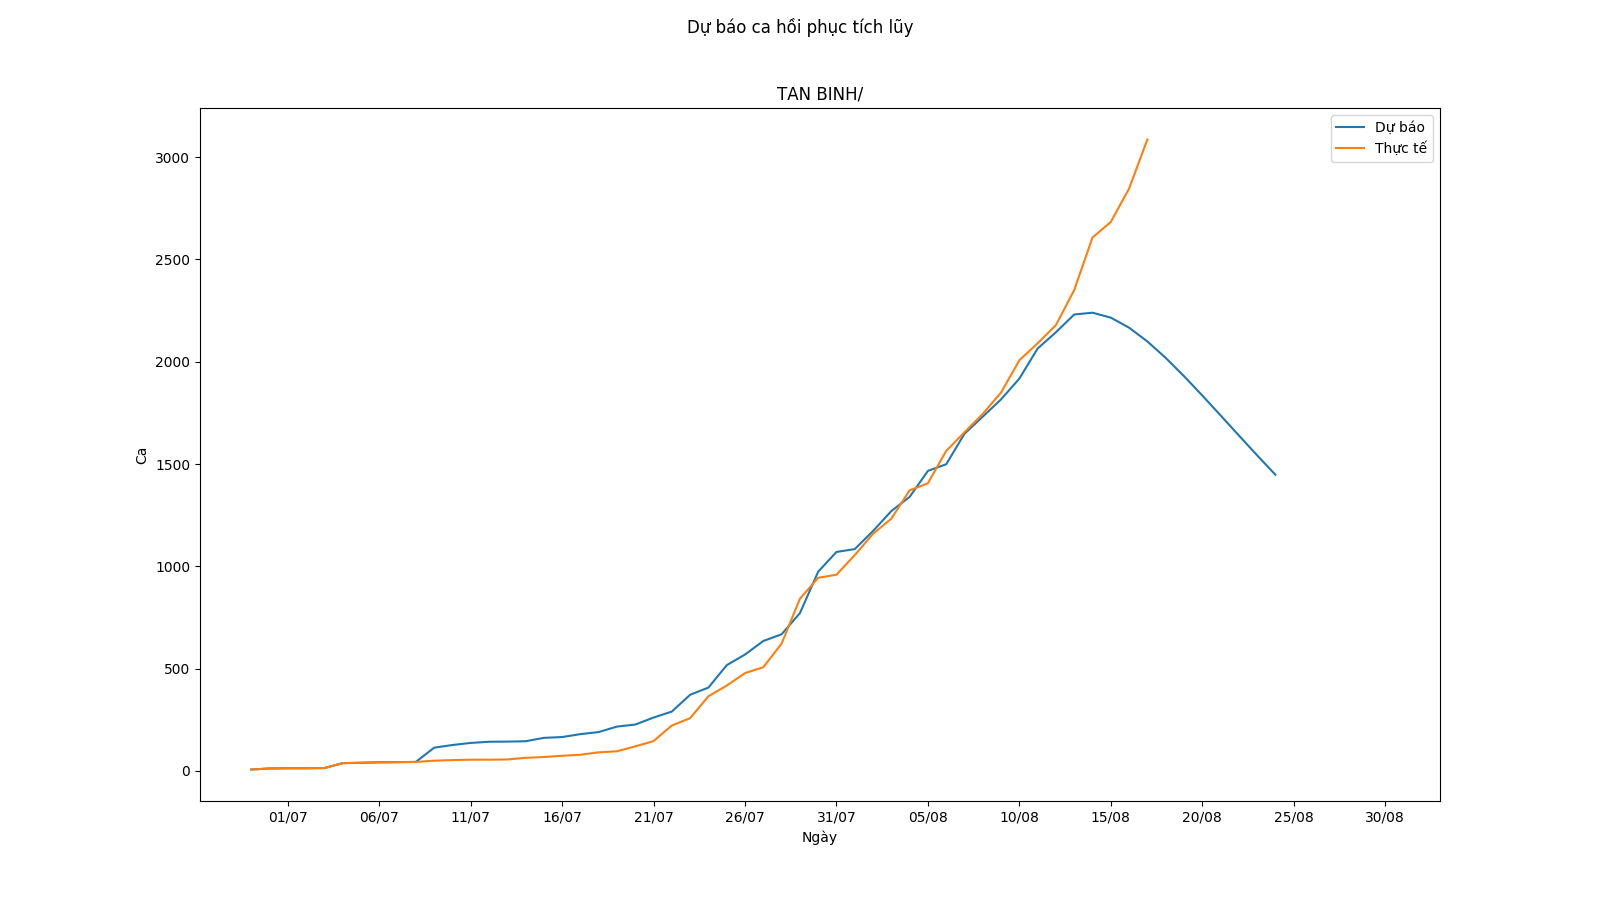 Dự báo ca hồi phục tích lũy
TAN BINH/
Dự báo
Thực tế
3000
2500
2000
1500
1000
500
0
Ca
01/07 06/07 11/07 16/07 21/07 26/07 31/07 05/08 10/08 15/08 20/08 25/08 30/08
Ngày